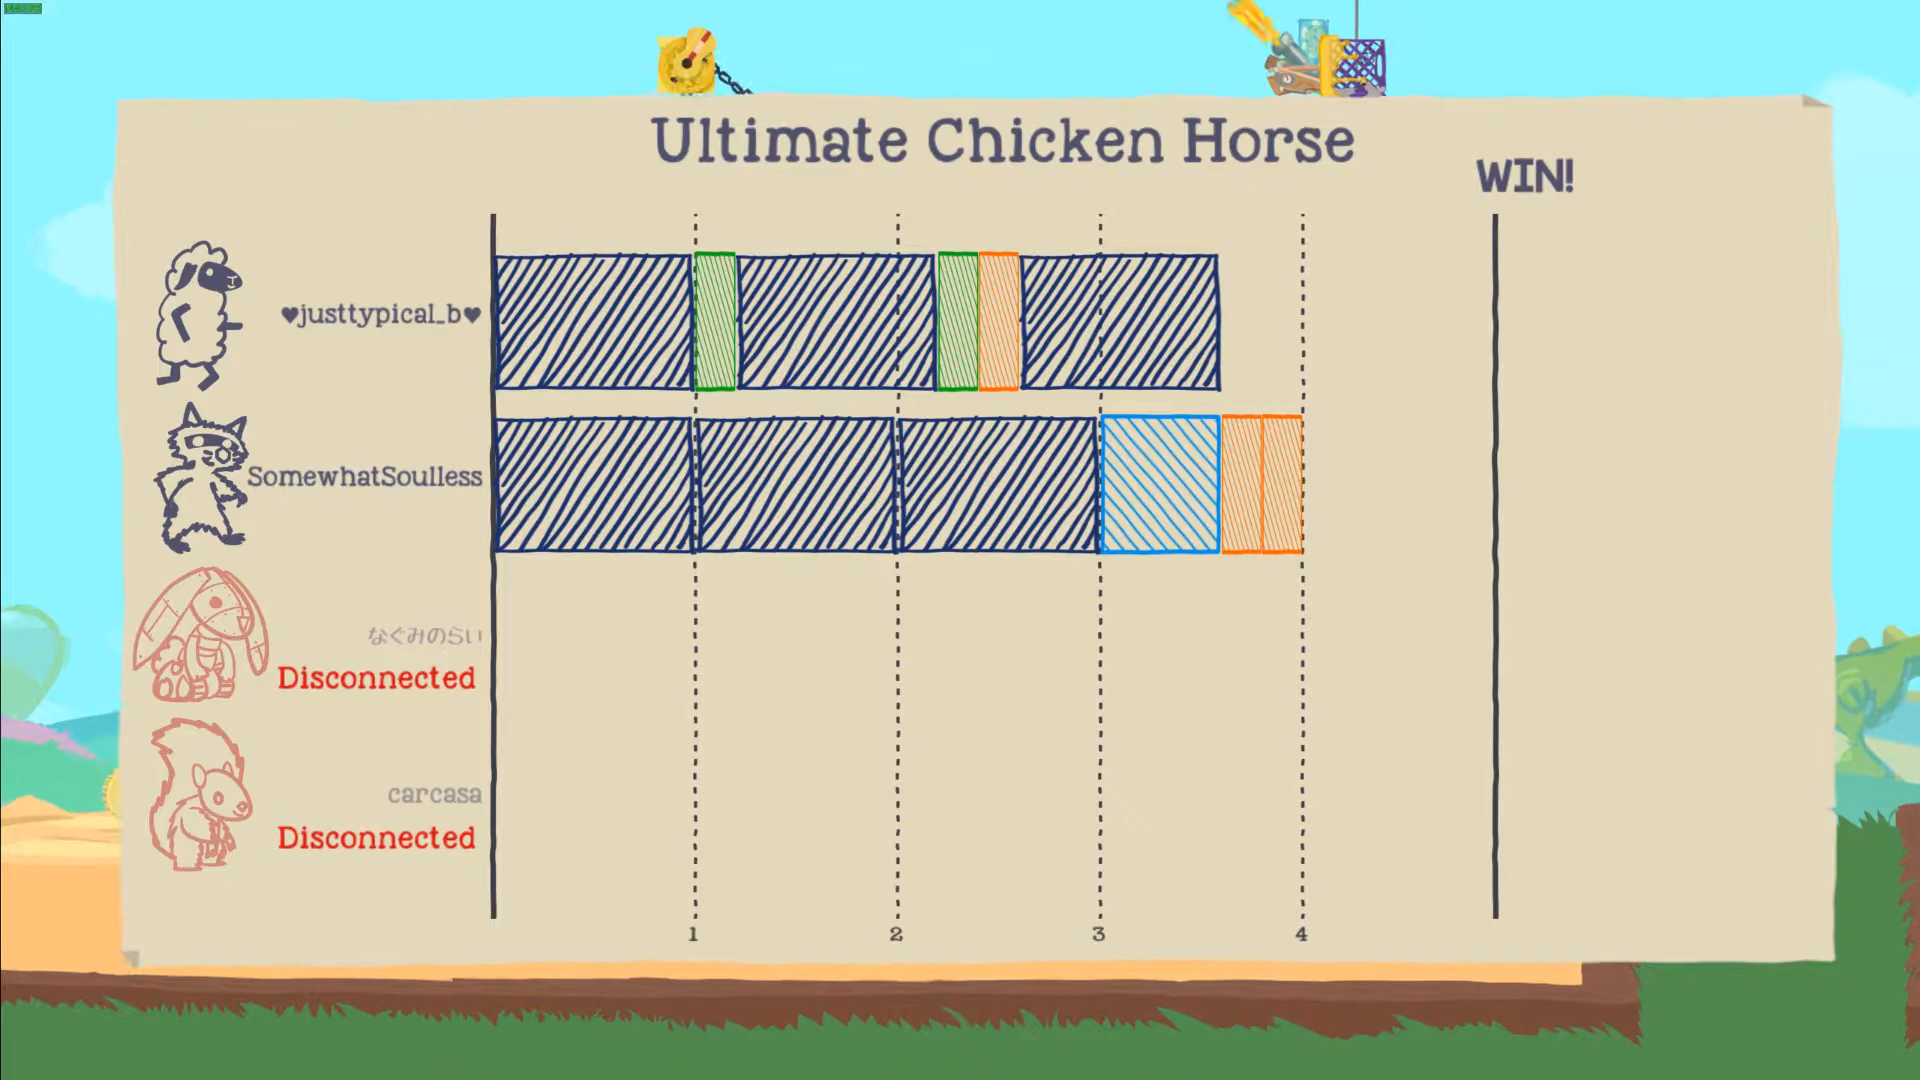 Ultimate Chicken Horse
WIN!
♥justtypical_b♥
SomewhatSoulless
なぐみのらい
Disconnected
carcasa
Disconnected
1 2 3 4